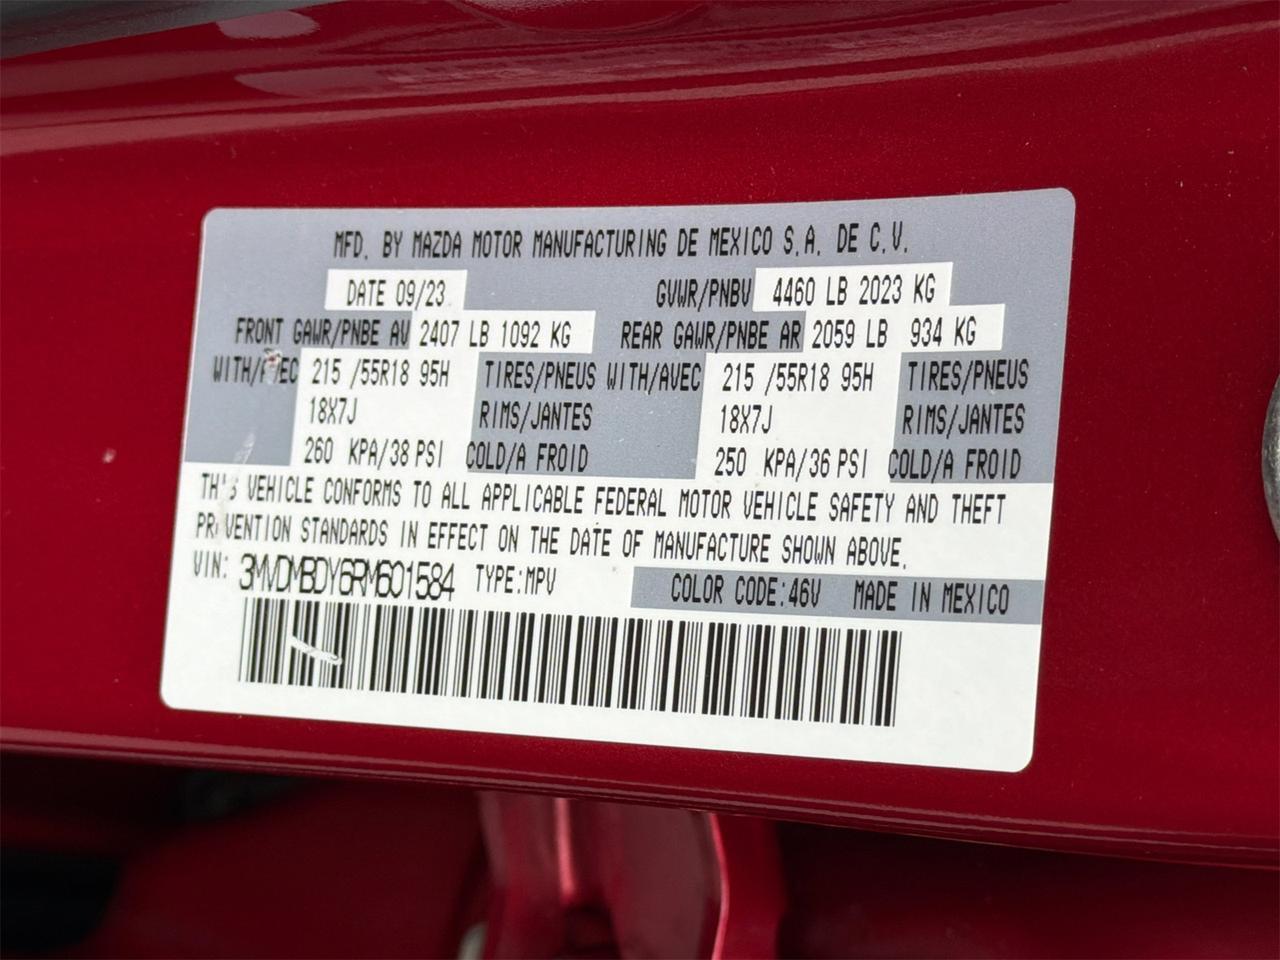 MFD. BY MAZDA MOTOR MANUFACTURING DE MEXICO S.A. DE C.V.
DATE 09/23 GVWR/PNBV 4460 LB 2023 KG
FRONT GAWR/PNBE AV 2407 LB 1092 KG REAR GAWR/PNBE AR 2059 LB 934 KG
WITH/AVEC 215 /55R18 95H TIRES/PNEUS WITH/AVEC 215 /55R18 95H TIRES/PNEUS
18X7J RIMS/JANTES 18X7J RIMS/JANTES
260 KPA/38 PSI COLD/A FROID 250 KPA/36 PSI COLD/A FROID
THIS VEHICLE CONFORMS TO ALL APPLICABLE FEDERAL MOTOR VEHICLE SAFETY AND THEFT
PREVENTION STANDARDS IN EFFECT ON THE DATE OF MANUFACTURE SHOWN ABOVE.
VIN: 3MVDMBDY6RM601584 TYPE:MPV COLOR CODE:46V MADE IN MEXICO